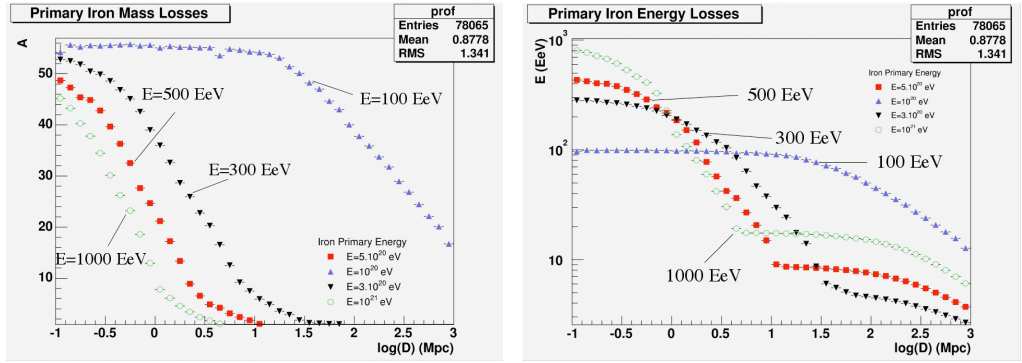 Primary Iron Mass Losses
prof
Entries 78065
Mean 0.8778
RMS 1.341
A
50
40
30
20
10
E=500 EeV
E=100 EeV
E=300 EeV
E=1000 EeV
Iron Primary Energy
E=5.10^20 eV
E=10^20 eV
E=3.10^20 eV
E=10^21 eV
-1 -0.5 0 0.5 1 1.5 2 2.5 3
log(D) (Mpc)
Primary Iron Energy Losses
prof
Entries 78065
Mean 0.8778
RMS 1.341
E (EeV)
10^3
10^2
10
Iron Primary Energy
E=5.10^20 eV
E=10^20 eV
E=3.10^20 eV
E=10^21 eV
500 EeV
300 EeV
100 EeV
1000 EeV
-1 -0.5 0 0.5 1 1.5 2 2.5 3
log(D) (Mpc)